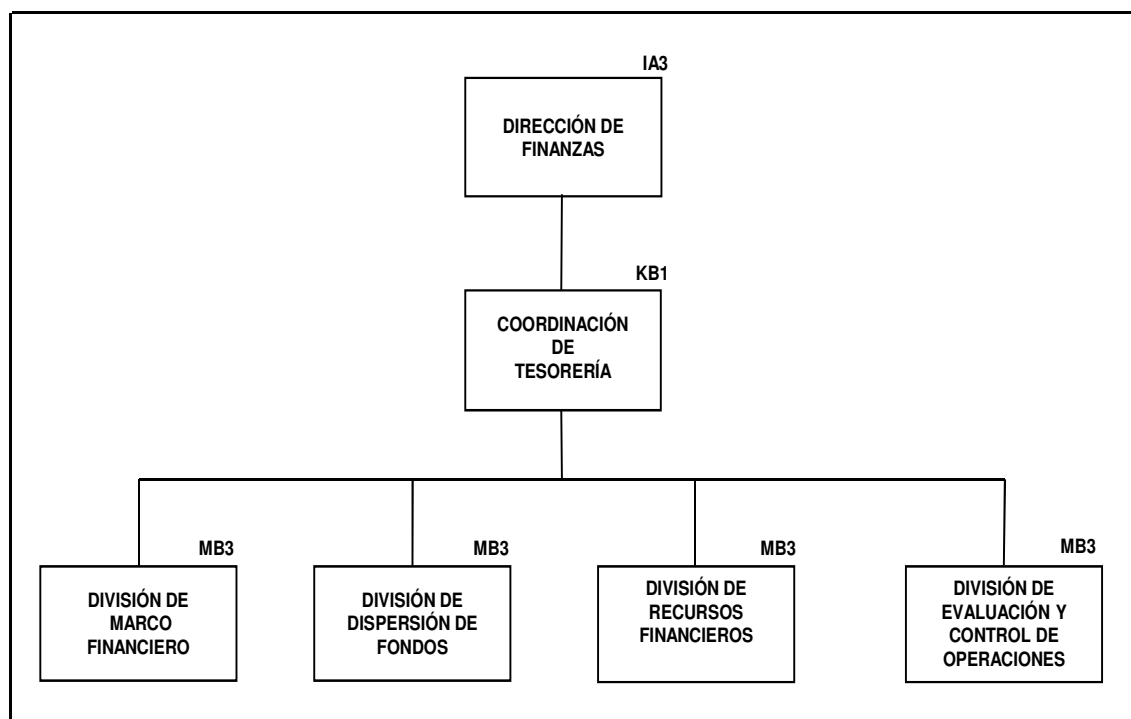 IA3
DIRECCIÓN DE
FINANZAS
KB1
COORDINACIÓN
DE
TESORERÍA
MB3
DIVISIÓN DE
MARCO
FINANCIERO
MB3
DIVISIÓN DE
DISPERSIÓN DE
FONDOS
MB3
DIVISIÓN DE
RECURSOS
FINANCIEROS
MB3
DIVISIÓN DE
EVALUACIÓN Y
CONTROL DE
OPERACIONES